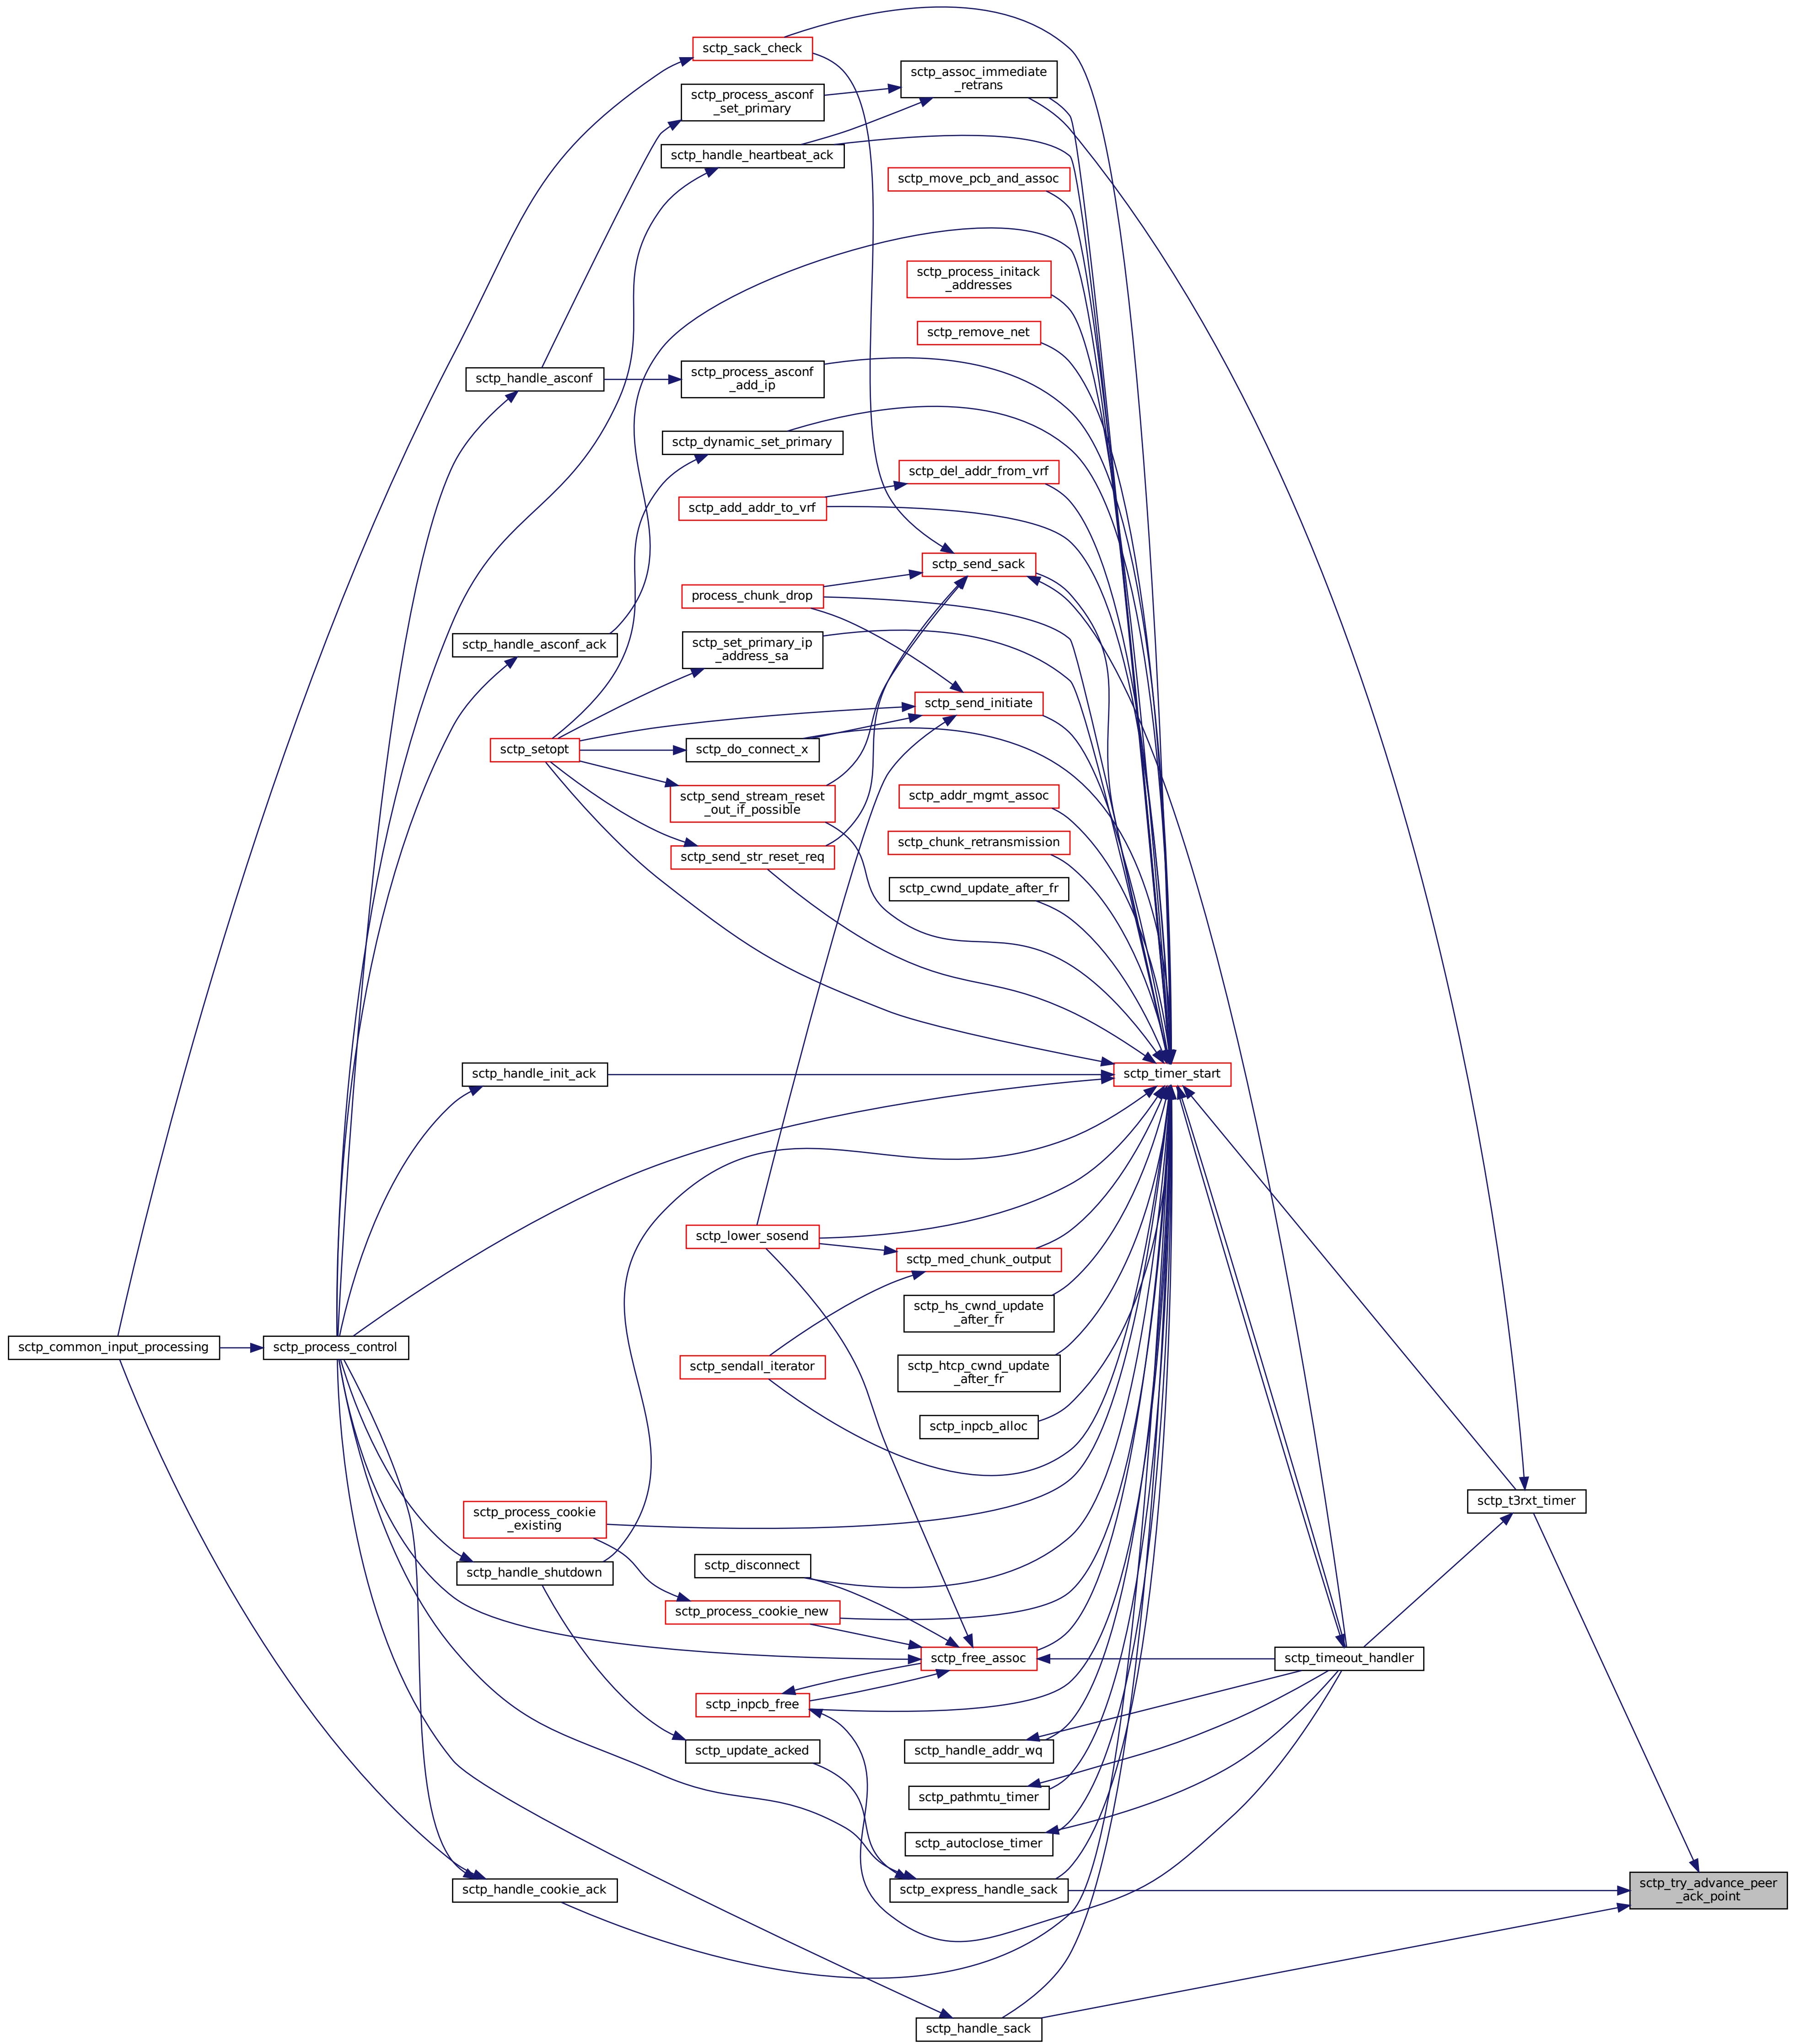 sctp_sack_check
sctp_assoc_immediate
_retrans
sctp_process_asconf
_set_primary
sctp_handle_heartbeat_ack
sctp_move_pcb_and_assoc
sctp_process_initack
_addresses
sctp_remove_net
sctp_handle_asconf
sctp_process_asconf
_add_ip
sctp_dynamic_set_primary
sctp_del_addr_from_vrf
sctp_add_addr_to_vrf
sctp_send_sack
process_chunk_drop
sctp_handle_asconf_ack
sctp_set_primary_ip
_address_sa
sctp_send_initiate
sctp_setopt
sctp_do_connect_x
sctp_send_stream_reset
_out_if_possible
sctp_addr_mgmt_assoc
sctp_chunk_retransmission
sctp_send_str_reset_req
sctp_cwnd_update_after_fr
sctp_handle_init_ack
sctp_timer_start
sctp_lower_sosend
sctp_med_chunk_output
sctp_hs_cwnd_update
_after_fr
sctp_common_input_processing
sctp_process_control
sctp_sendall_iterator
sctp_htcp_cwnd_update
_after_fr
sctp_inpcb_alloc
sctp_t3rxt_timer
sctp_process_cookie
_existing
sctp_handle_shutdown
sctp_disconnect
sctp_process_cookie_new
sctp_free_assoc
sctp_timeout_handler
sctp_inpcb_free
sctp_update_acked
sctp_handle_addr_wq
sctp_pathmtu_timer
sctp_autoclose_timer
sctp_handle_cookie_ack
sctp_express_handle_sack
sctp_try_advance_peer
_ack_point
sctp_handle_sack